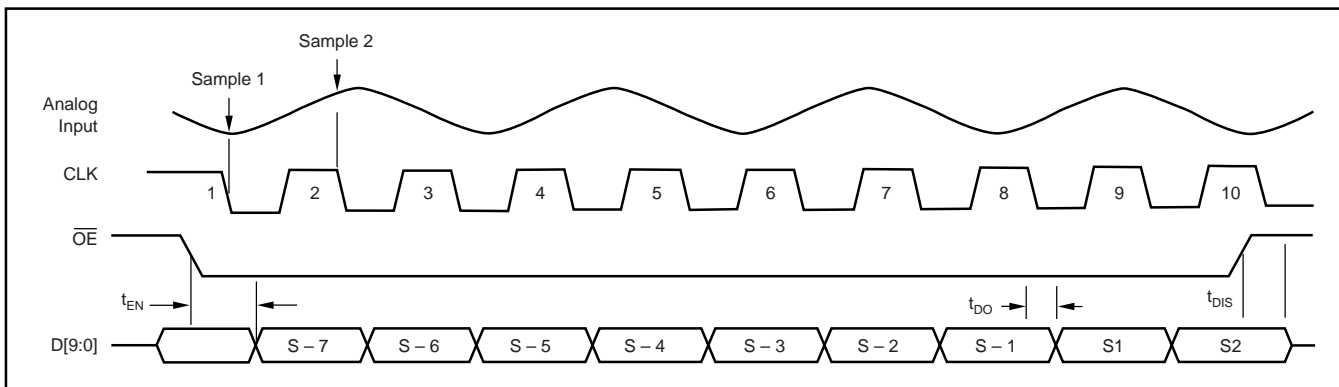 Sample 2
Sample 1
Analog
Input
CLK
1 2 3 4 5 6 7 8 9 10
OE
tEN
tDO
tDIS
D[9:0]
S – 7 S – 6 S – 5 S – 4 S – 3 S – 2 S – 1 S1 S2